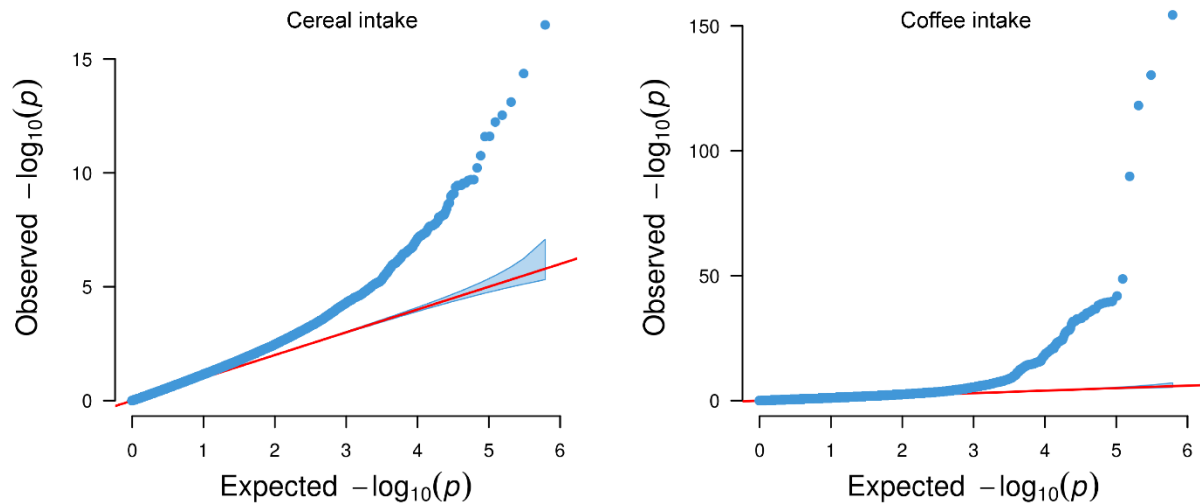 Cereal intake
Observed −log₁₀(p)
15
10
5
0
0 1 2 3 4 5 6
Expected −log₁₀(p)
Coffee intake
Observed −log₁₀(p)
150
100
50
0
0 1 2 3 4 5 6
Expected −log₁₀(p)